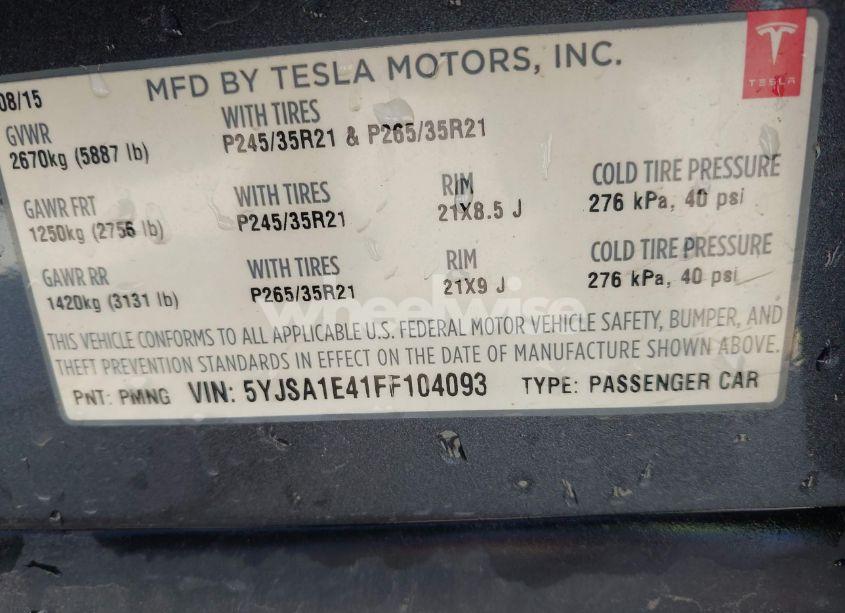 MFD BY TESLA MOTORS, INC.
TESLA
08/15
GVWR
2670kg (5887 lb)
WITH TIRES
P245/35R21 & P265/35R21
GAWR FRT
1250kg (2756 lb)
WITH TIRES
P245/35R21
RIM
21X8.5 J
COLD TIRE PRESSURE
276 kPa, 40 psi
GAWR RR
1420kg (3131 lb)
WITH TIRES
P265/35R21
RIM
21X9 J
COLD TIRE PRESSURE
276 kPa, 40 psi
wheelwise
THIS VEHICLE CONFORMS TO ALL APPLICABLE U.S. FEDERAL MOTOR VEHICLE SAFETY, BUMPER, AND
THEFT PREVENTION STANDARDS IN EFFECT ON THE DATE OF MANUFACTURE SHOWN ABOVE.
PNT: PMNG VIN: 5YJSA1E41FF104093 TYPE: PASSENGER CAR